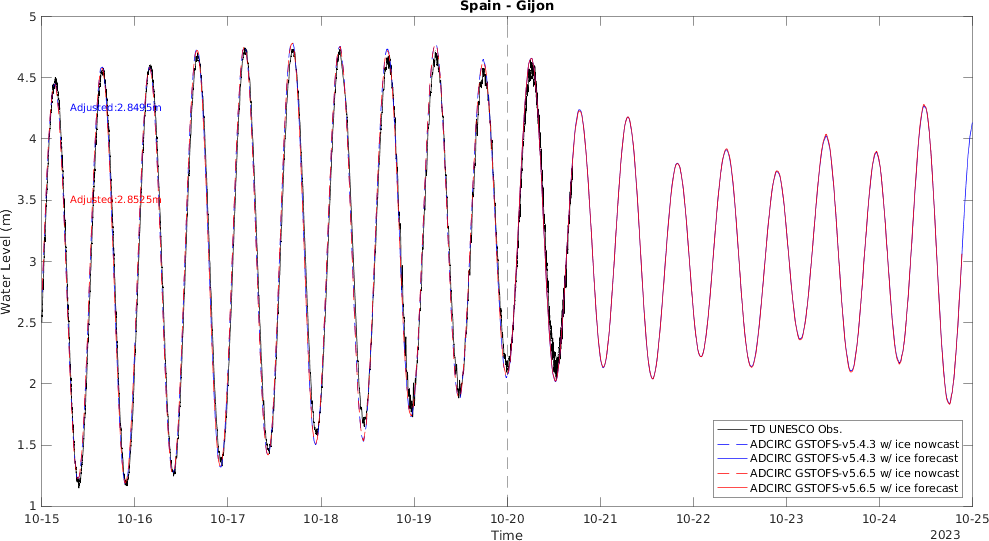 Spain - Gijon
5
4.5
4
3.5
3
2.5
2
1.5
1
Water Level (m)
Adjusted:2.8495m
Adjusted:2.8525m
TD UNESCO Obs.
ADCIRC GSTOFS-v5.4.3 w/ ice nowcast
ADCIRC GSTOFS-v5.4.3 w/ ice forecast
ADCIRC GSTOFS-v5.6.5 w/ ice nowcast
ADCIRC GSTOFS-v5.6.5 w/ ice forecast
10-15 10-16 10-17 10-18 10-19 10-20 10-21 10-22 10-23 10-24 10-25
Time
2023